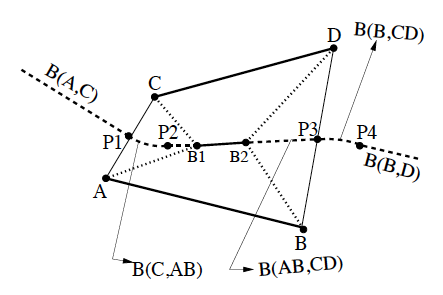 D
B(B,CD)
B(A,C)
C
P1
P2
P3
P4
B1
B2
B(B,D)
A
B
B(C,AB)
B(AB,CD)